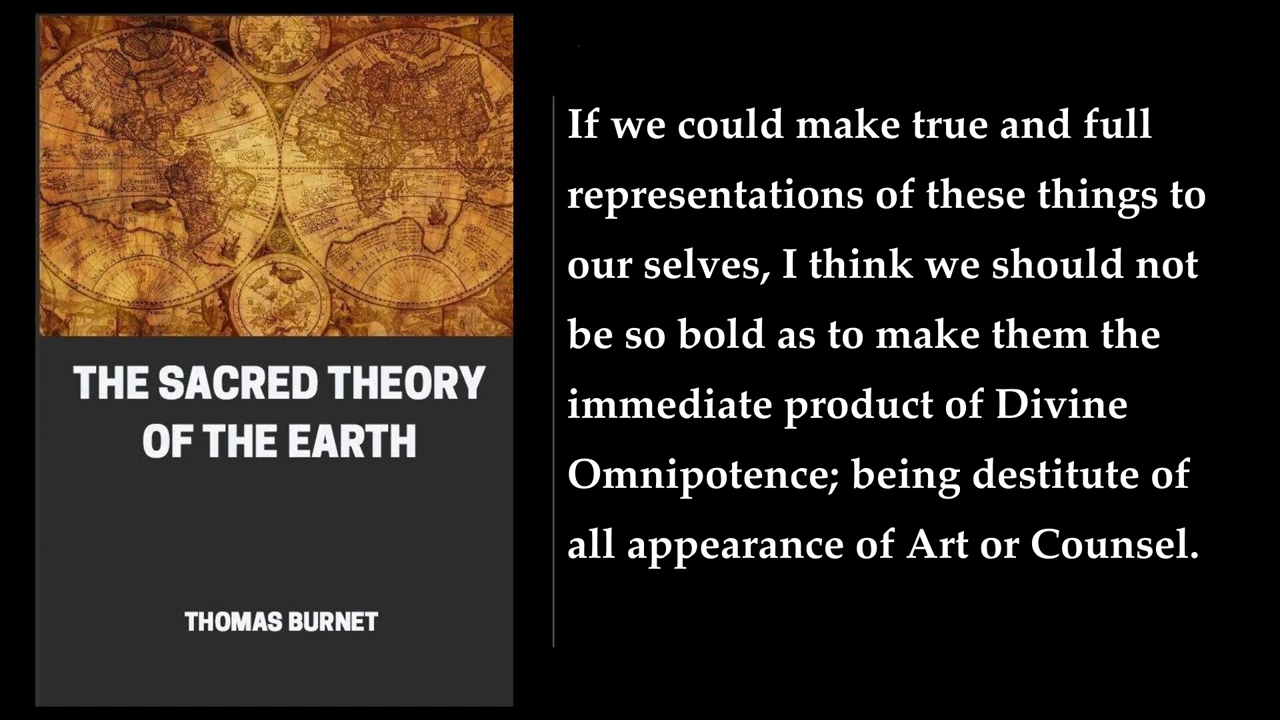 THE SACRED THEORY
OF THE EARTH
THOMAS BURNET
If we could make true and full
representations of these things to
our selves, I think we should not
be so bold as to make them the
immediate product of Divine
Omnipotence; being destitute of
all appearance of Art or Counsel.